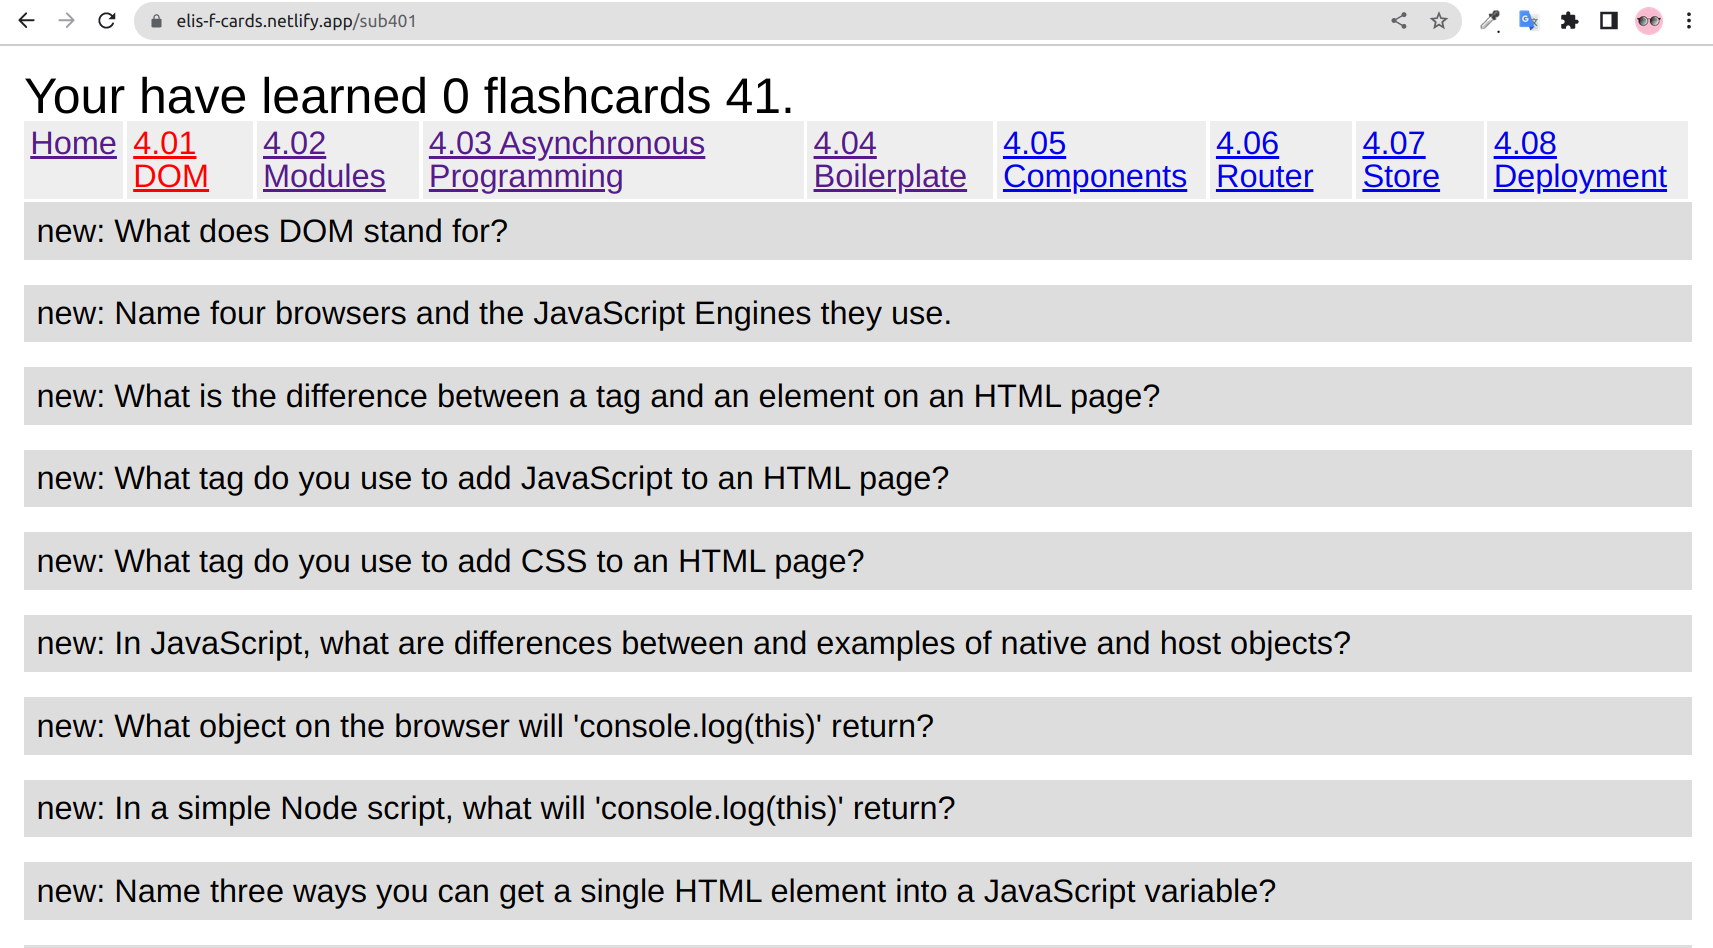 elis-f-cards.netlify.app/sub401
Your have learned 0 flashcards 41.
Home 4.01 DOM 4.02 Modules 4.03 Asynchronous Programming 4.04 Boilerplate 4.05 Components 4.06 Router 4.07 Store 4.08 Deployment
new: What does DOM stand for?
new: Name four browsers and the JavaScript Engines they use.
new: What is the difference between a tag and an element on an HTML page?
new: What tag do you use to add JavaScript to an HTML page?
new: What tag do you use to add CSS to an HTML page?
new: In JavaScript, what are differences between and examples of native and host objects?
new: What object on the browser will 'console.log(this)' return?
new: In a simple Node script, what will 'console.log(this)' return?
new: Name three ways you can get a single HTML element into a JavaScript variable?